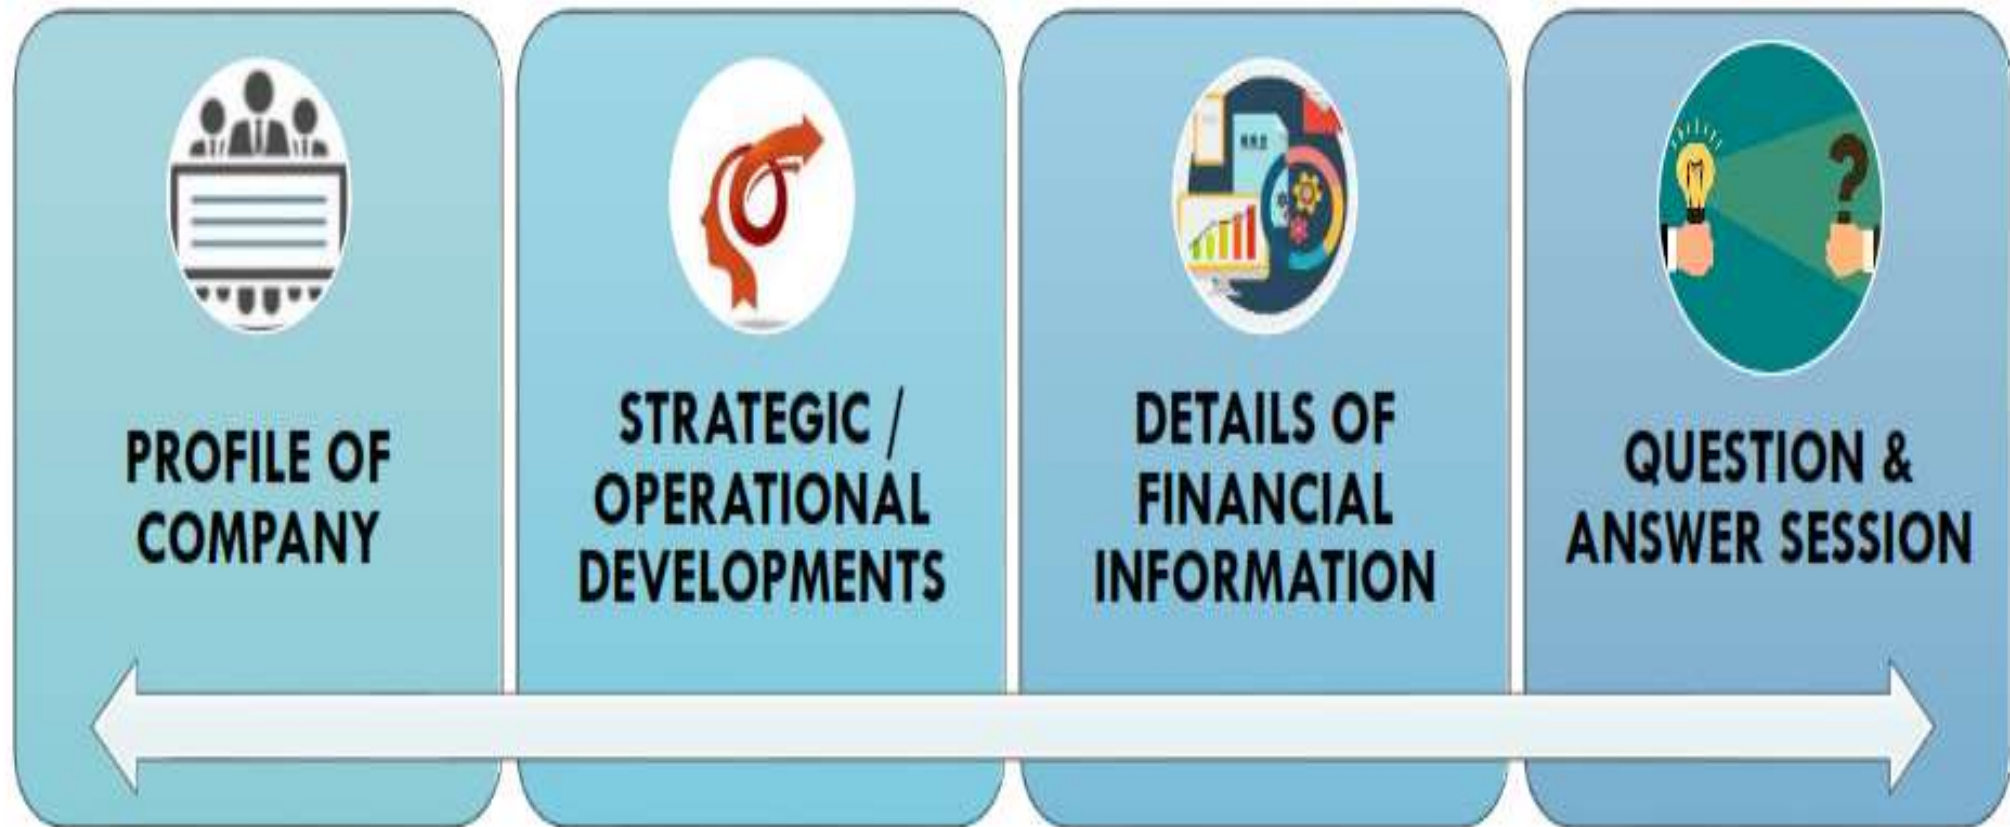 PROFILE OF
COMPANY
STRATEGIC /
OPERATIONAL
DEVELOPMENTS
DETAILS OF
FINANCIAL
INFORMATION
QUESTION &
ANSWER SESSION